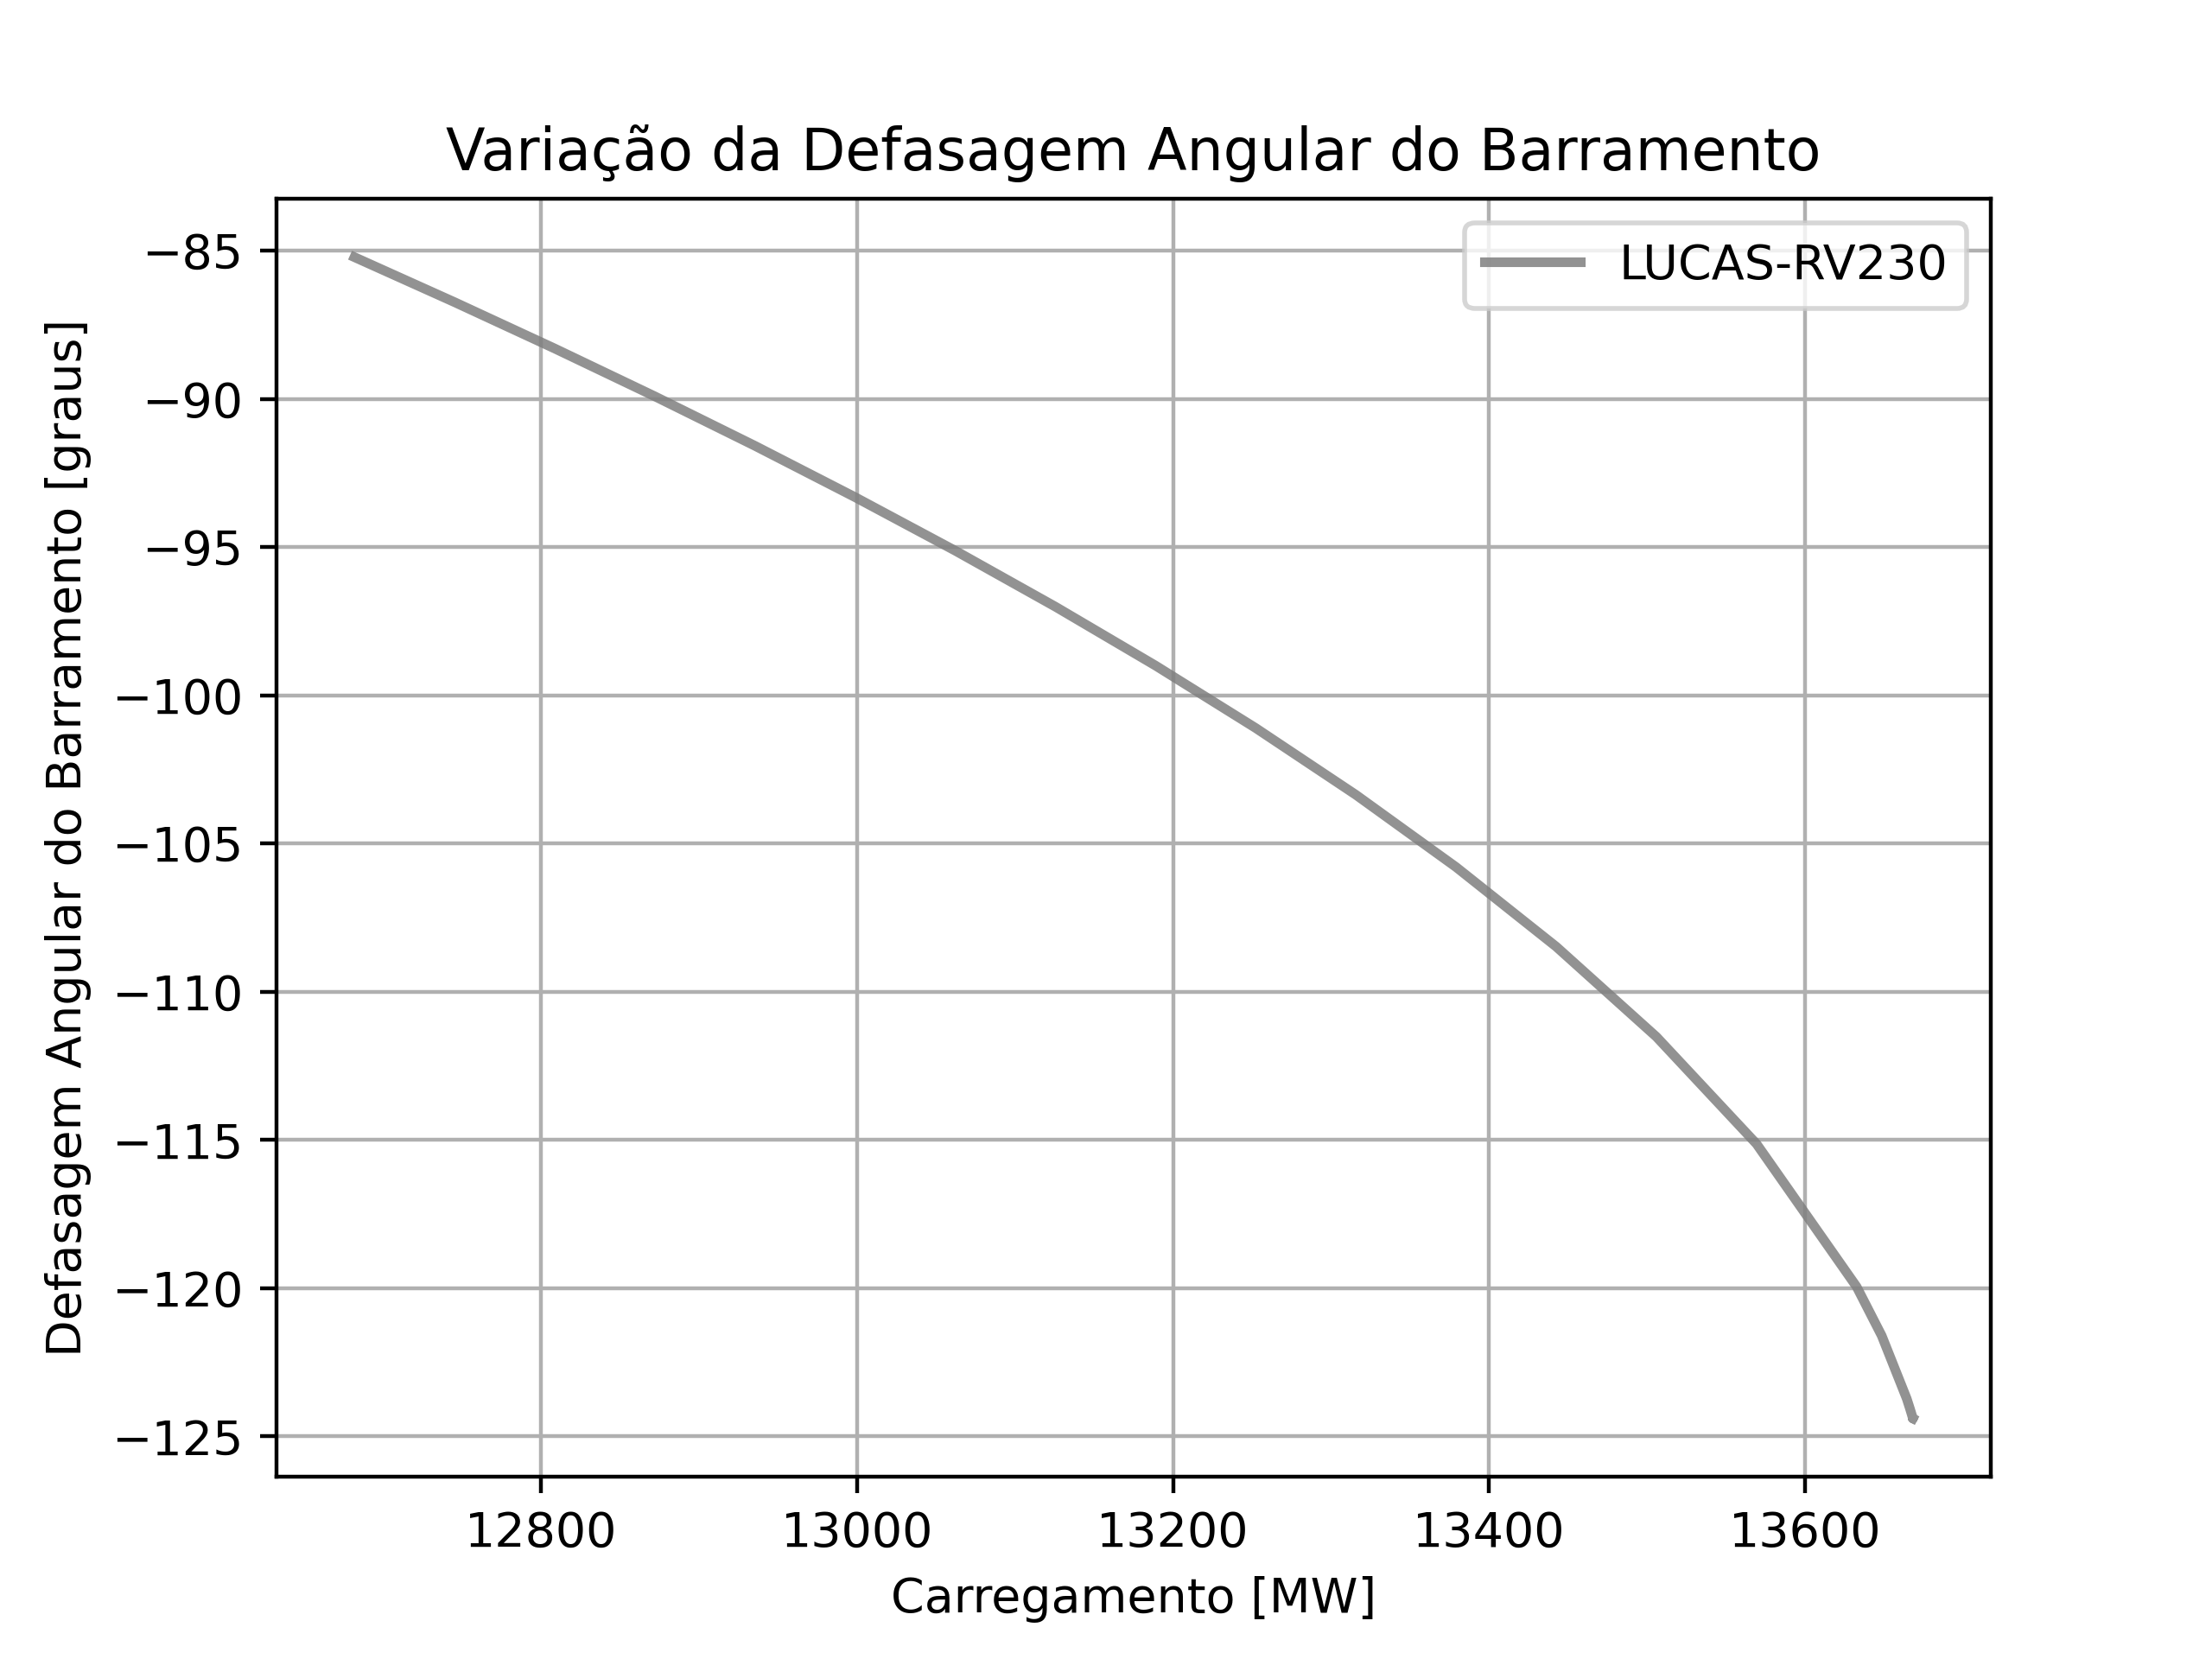 Variação da Defasagem Angular do Barramento
LUCAS-RV230
Defasagem Angular do Barramento [graus]
−85
−90
−95
−100
−105
−110
−115
−120
−125
12800 13000 13200 13400 13600
Carregamento [MW]